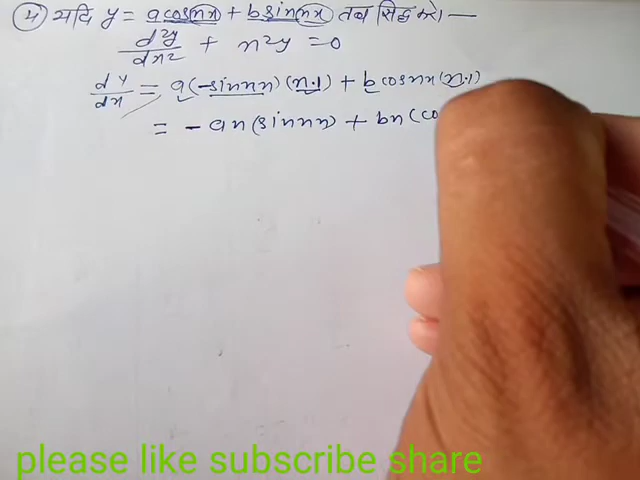 (4) यदि y = a cos nx + b sin nx तब सिद्ध करो। —
d²y/dx² + n²y = 0
dy/dx = a(-sin nx)(n·1) + b cos nx (n·1)
= - an(sin nx) + bn(co
please like subscribe share